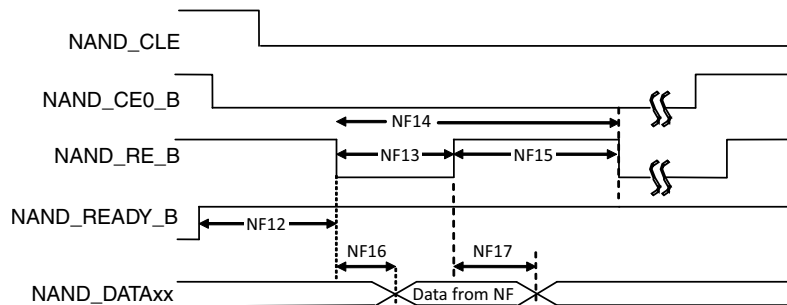 NAND_CLE
NAND_CE0_B
NF14
NAND_RE_B
NF13
NF15
NAND_READY_B
NF12
NF16
NF17
NAND_DATAxx
Data from NF